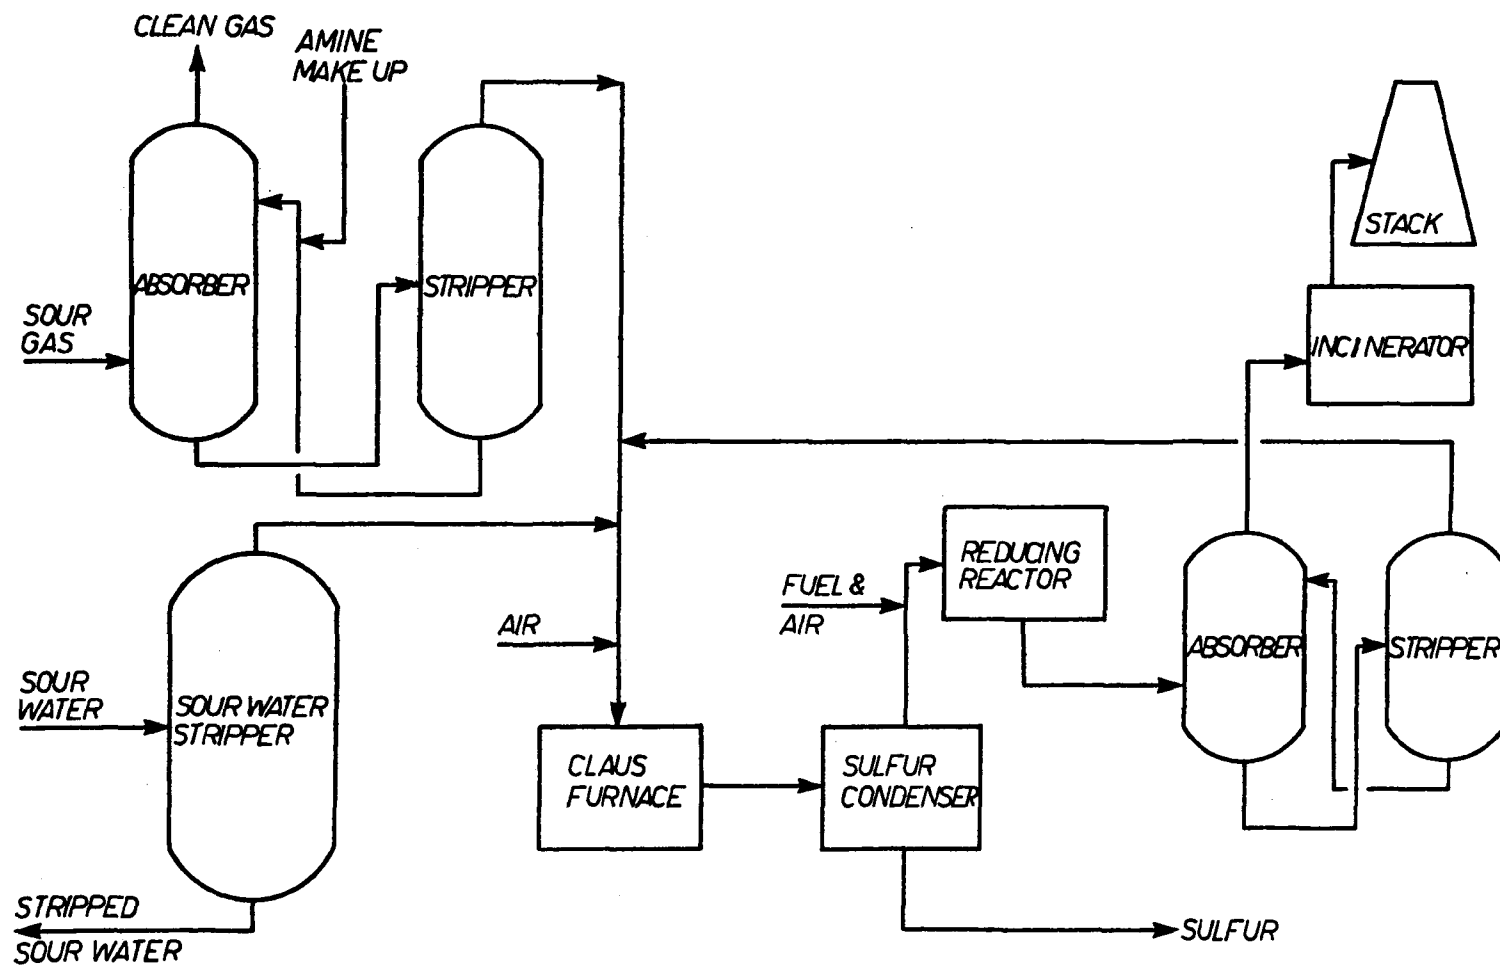 CLEAN GAS
AMINE
MAKE UP
ABSORBER
STRIPPER
SOUR
GAS
STACK
INCINERATOR
REDUCING
REACTOR
FUEL &
AIR
AIR
ABSORBER
STRIPPER
SOUR
WATER
SOUR WATER
STRIPPER
CLAUS
FURNACE
SULFUR
CONDENSER
STRIPPED
SOUR WATER
SULFUR